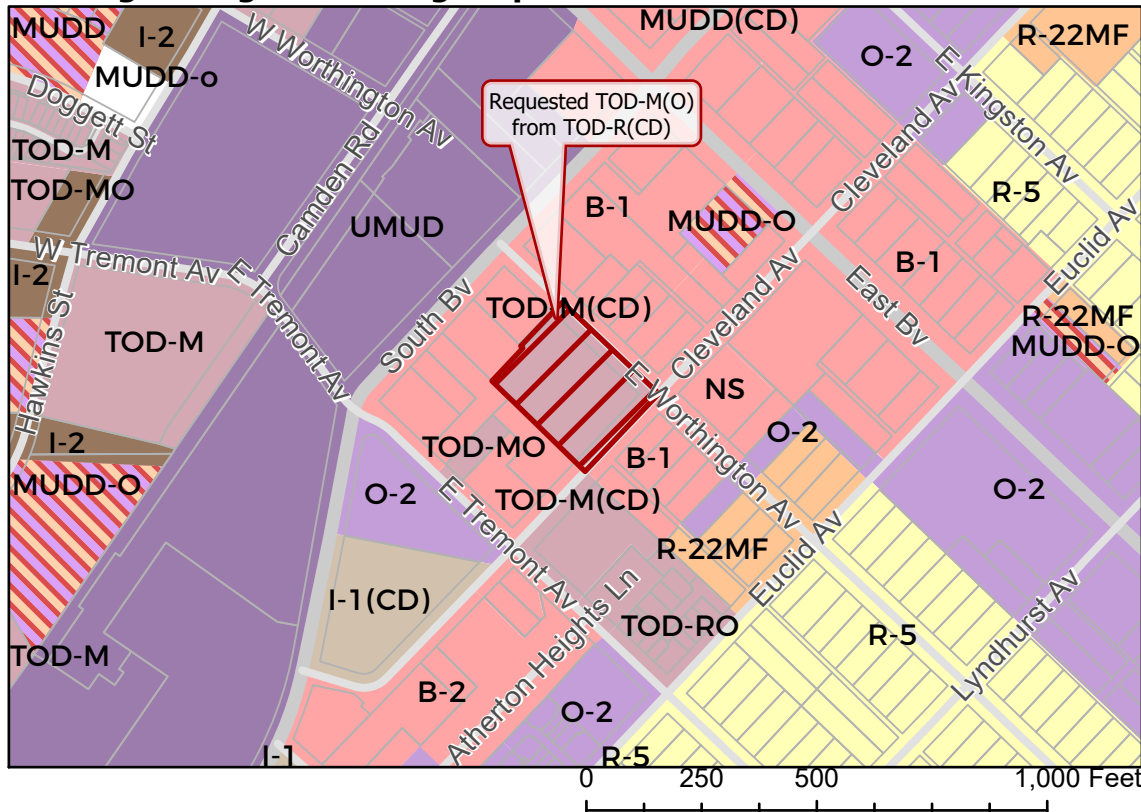 MUDD
I-2
W Worthington Av
MUDD(CD)
R-22MF
O-2
MUDD-o
E Kingston Av
Doggett St
Requested TOD-M(O)
from TOD-R(CD)
Cleveland Av
TOD-M
Camden Rd
TOD-MO
R-5
B-1
MUDD-O
UMUD
Euclid Av
W Tremont Av
B-1
I-2
E Tremont Av
South Bv
TOD-M(CD)
Cleveland Av
East Bv
R-22MF
MUDD-O
Hawkins St
TOD-M
E Worthington Av
NS
I-2
TOD-MO
B-1
O-2
MUDD-O
O-2
E Tremont Av
TOD-M(CD)
O-2
R-22MF
Euclid Av
I-1(CD)
TOD-RO
R-5
Lyndhurst Av
TOD-M
Atherton Heights Ln
B-2
O-2
I-1
R-5
0 250 500 1,000 Feet